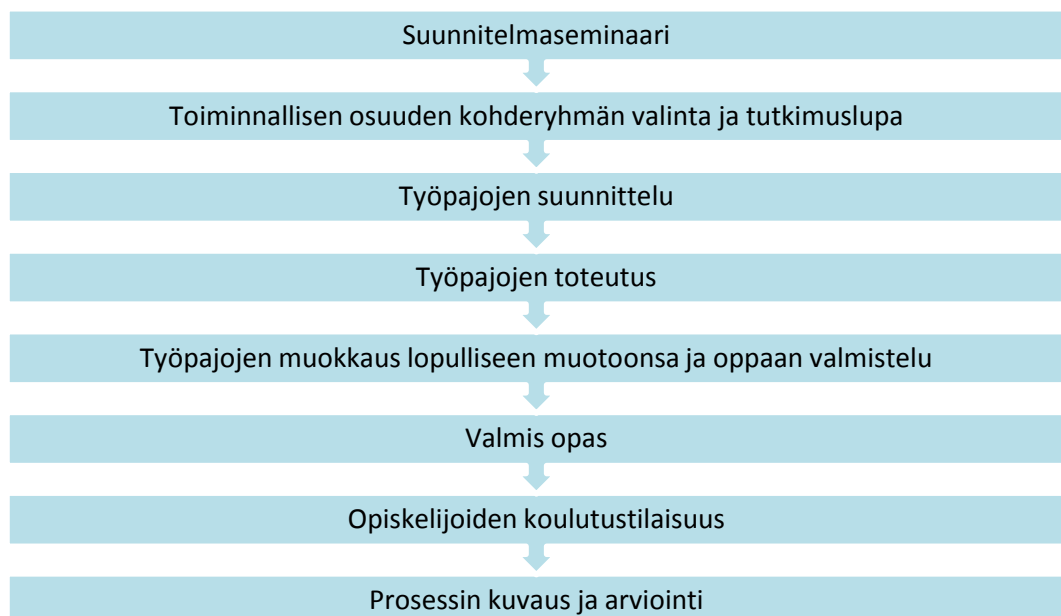 Suunnitelmaseminaari
Toiminnallisen osuuden kohderyhmän valinta ja tutkimuslupa
Työpajojen suunnittelu
Työpajojen toteutus
Työpajojen muokkaus lopulliseen muotoonsa ja oppaan valmistelu
Valmis opas
Opiskelijoiden koulutustilaisuus
Prosessin kuvaus ja arviointi